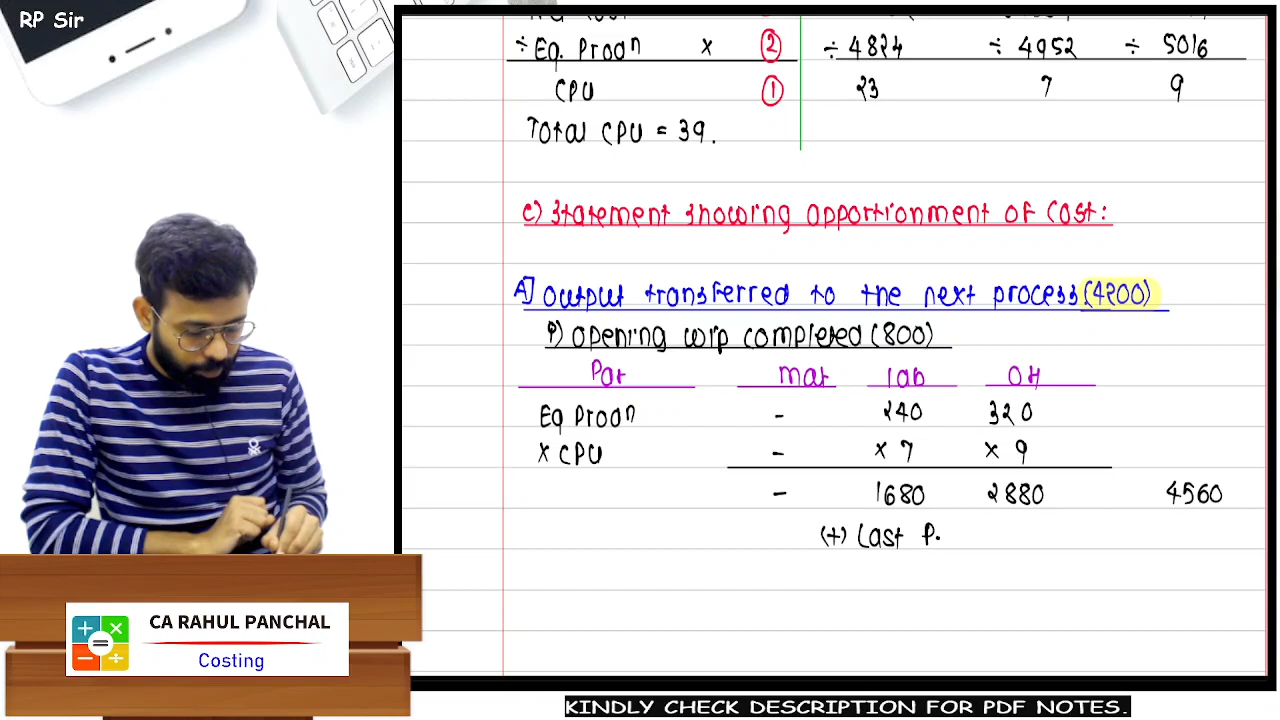 RP Sir
÷ Eq. Prodn x ② ÷ 4824 ÷ 4952 ÷ 5016
CPU ① 23 7 9
Total CPU = 39.
C) Statement showing apportionment of Cost:
A] Output transferred to the next process (4200)
i) Opening wip completed (800)
Par mat lab OH
Eq Prodn - 240 320
x CPU - x 7 x 9
- 1680 2880 4560
(+) Last P.
CA RAHUL PANCHAL
Costing
KINDLY CHECK DESCRIPTION FOR PDF NOTES.